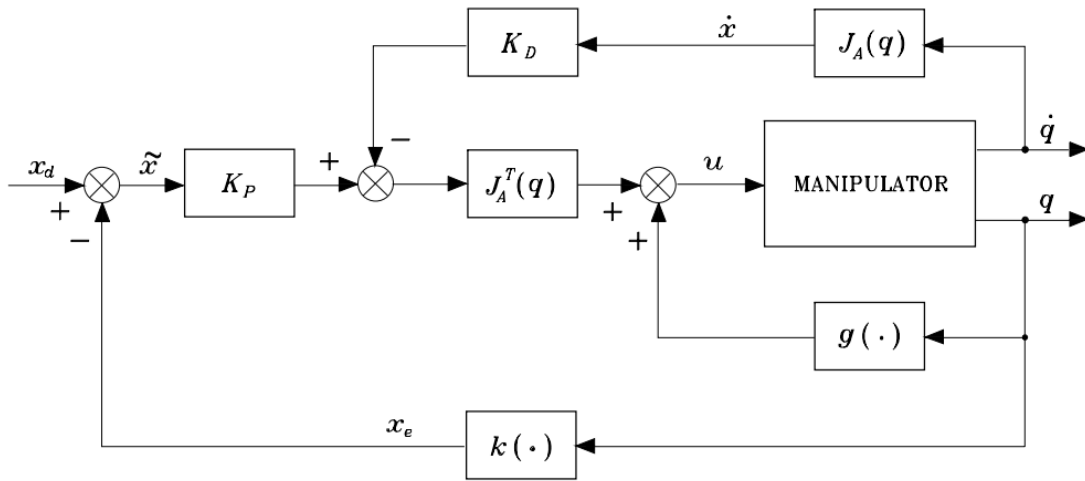 K_D
ẋ
J_A(q)
q̇
x_d
x̃
K_P
J_A^T(q)
u
MANIPULATOR
q
+
−
+
−
+
+
g(·)
x_e
k(·)